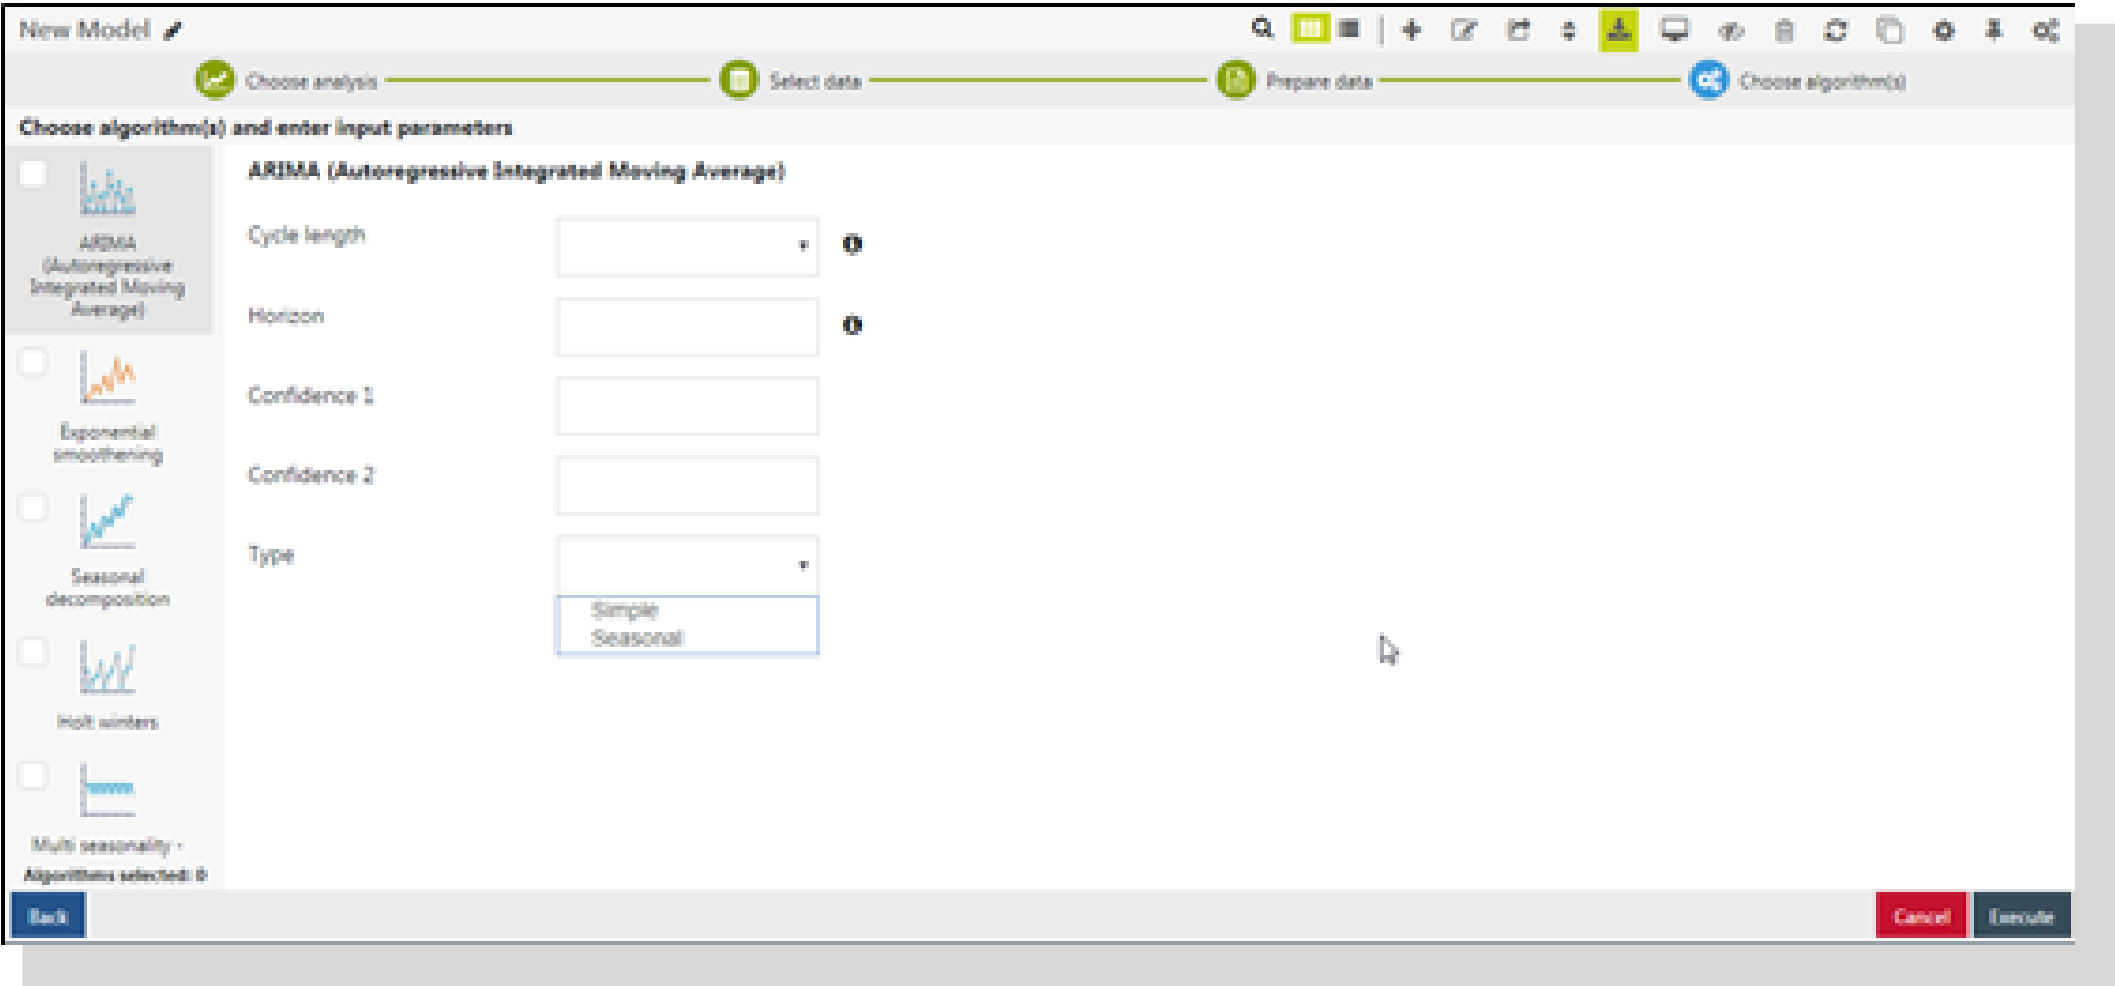 New Model
Choose analysis
Select data
Prepare data
Choose algorithm(s)
Choose algorithm(s) and enter input parameters
ARIMA
(Autoregressive
Integrated Moving
Average)
Exponential
smoothening
Seasonal
decomposition
Holt winters
Multi seasonality -
Algorithms selected: 0
ARIMA (Autoregressive Integrated Moving Average)
Cycle length
Horizon
Confidence 1
Confidence 2
Type
Simple
Seasonal
Back
Cancel
Execute